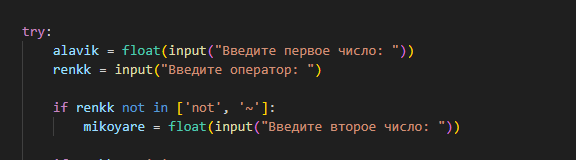 try:
alavik = float(input("Введите первое число: "))
renkk = input("Введите оператор: ")
if renkk not in ['not', '~']:
mikoyare = float(input("Введите второе число: "))